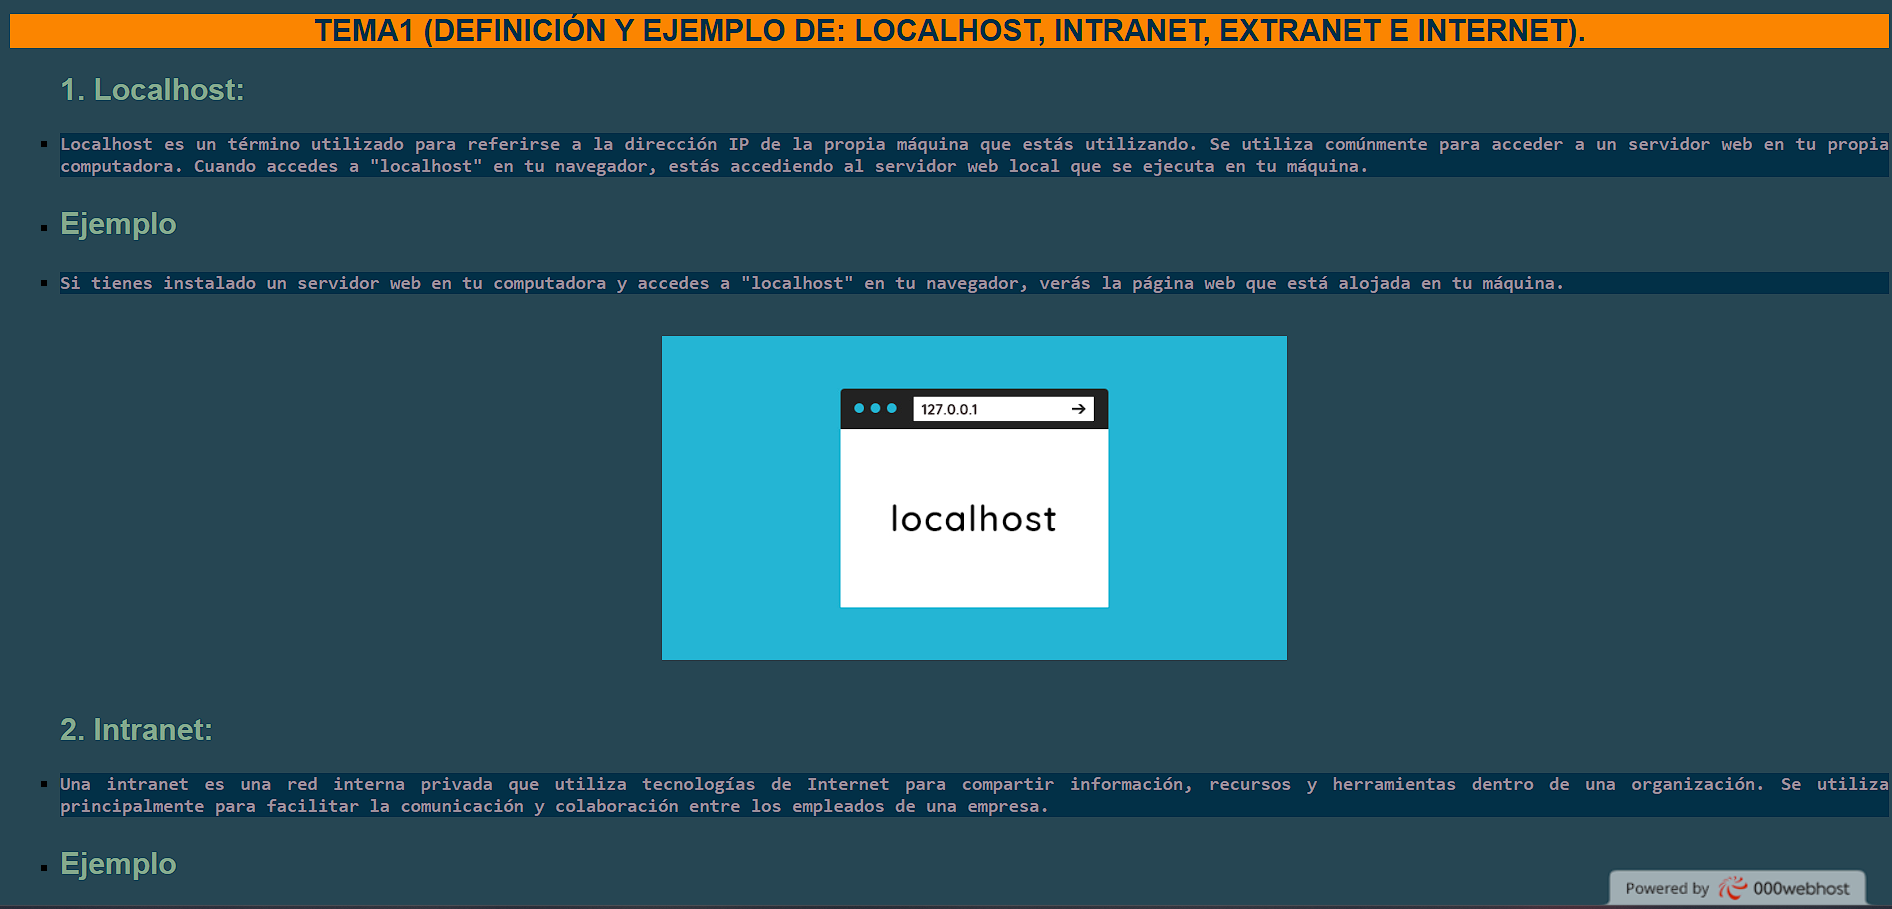 TEMA1 (DEFINICIÓN Y EJEMPLO DE: LOCALHOST, INTRANET, EXTRANET E INTERNET).
1. Localhost:
Localhost es un término utilizado para referirse a la dirección IP de la propia máquina que estás utilizando. Se utiliza comúnmente para acceder a un servidor web en tu propia
computadora. Cuando accedes a "localhost" en tu navegador, estás accediendo al servidor web local que se ejecuta en tu máquina.
Ejemplo
Si tienes instalado un servidor web en tu computadora y accedes a "localhost" en tu navegador, verás la página web que está alojada en tu máquina.
127.0.0.1
localhost
2. Intranet:
Una intranet es una red interna privada que utiliza tecnologías de Internet para compartir información, recursos y herramientas dentro de una organización. Se utiliza
principalmente para facilitar la comunicación y colaboración entre los empleados de una empresa.
Ejemplo
Powered by 000webhost